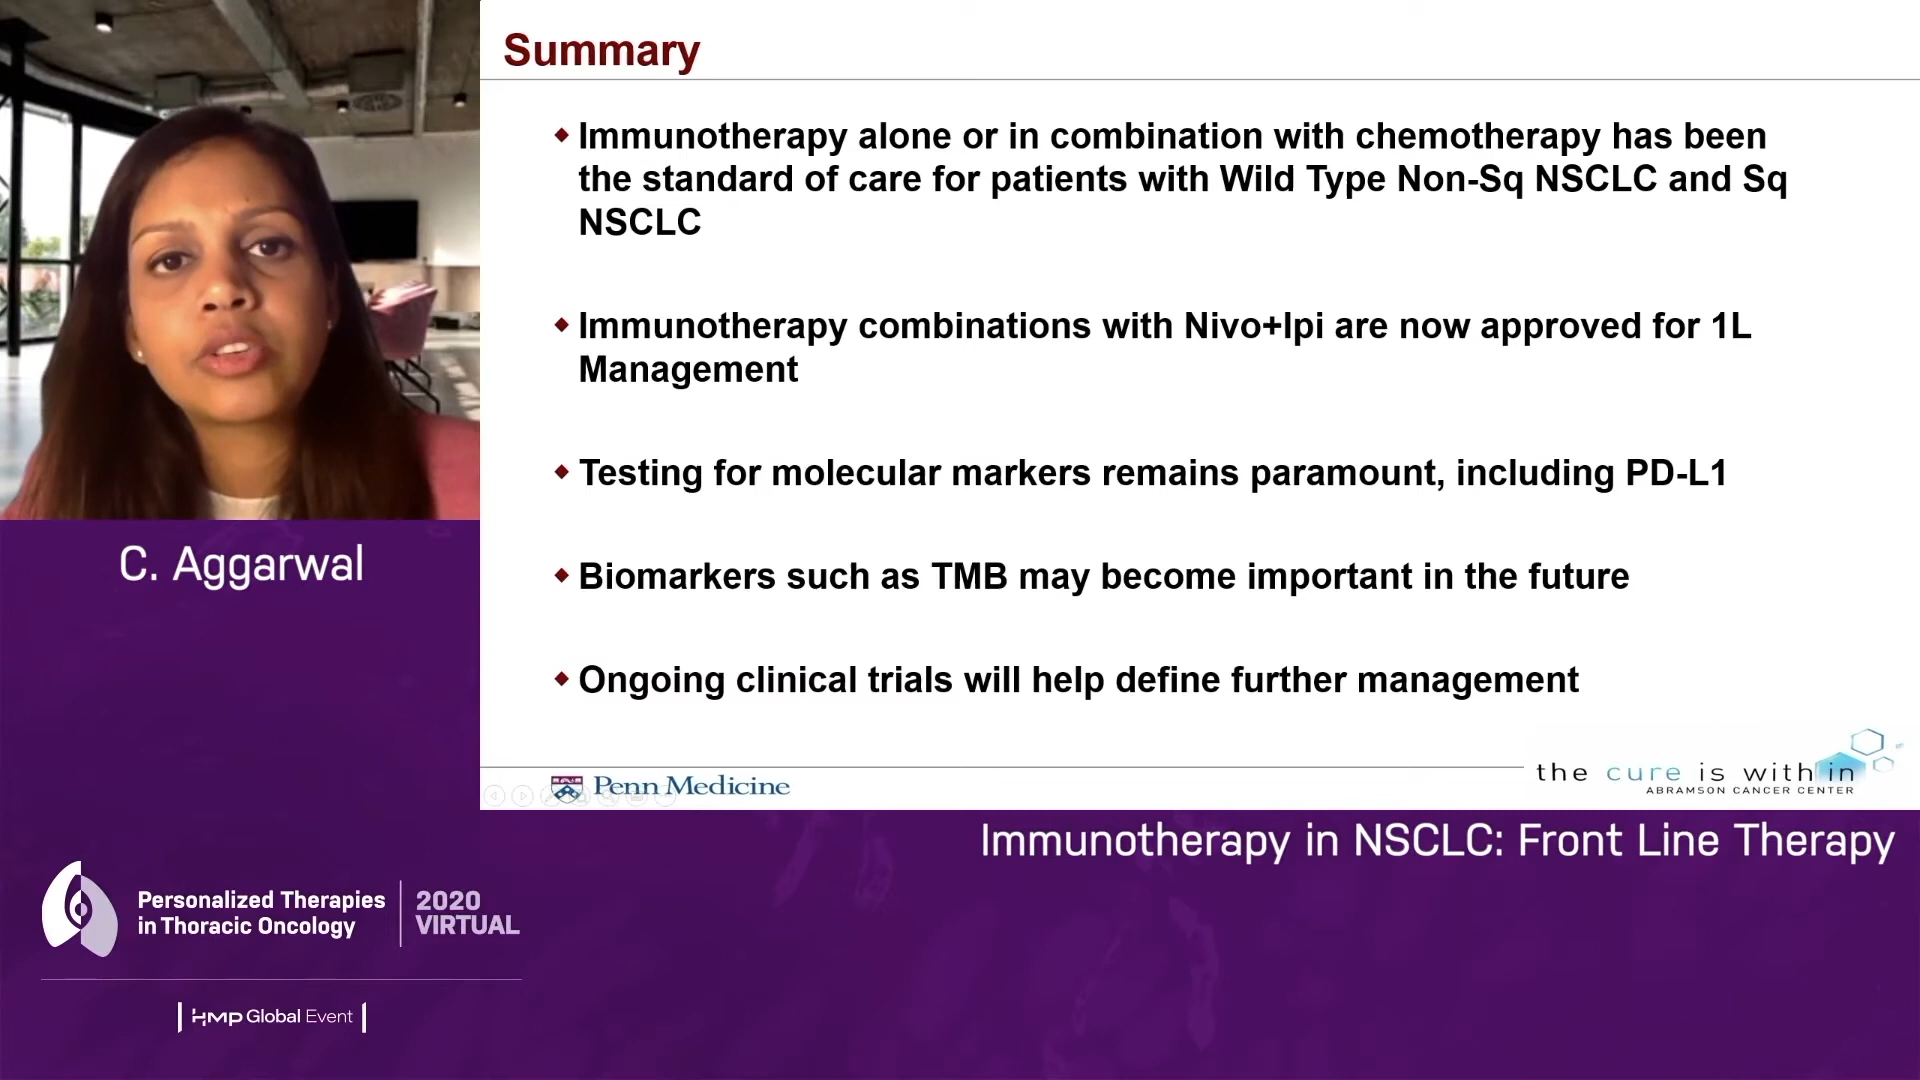 Summary
Immunotherapy alone or in combination with chemotherapy has been
the standard of care for patients with Wild Type Non-Sq NSCLC and Sq
NSCLC
Immunotherapy combinations with Nivo+Ipi are now approved for 1L
Management
Testing for molecular markers remains paramount, including PD-L1
Biomarkers such as TMB may become important in the future
Ongoing clinical trials will help define further management
Penn Medicine
the cure is within
ABRAMSON CANCER CENTER
C. Aggarwal
Immunotherapy in NSCLC: Front Line Therapy
Personalized Therapies
in Thoracic Oncology
2020
VIRTUAL
HMP Global Event